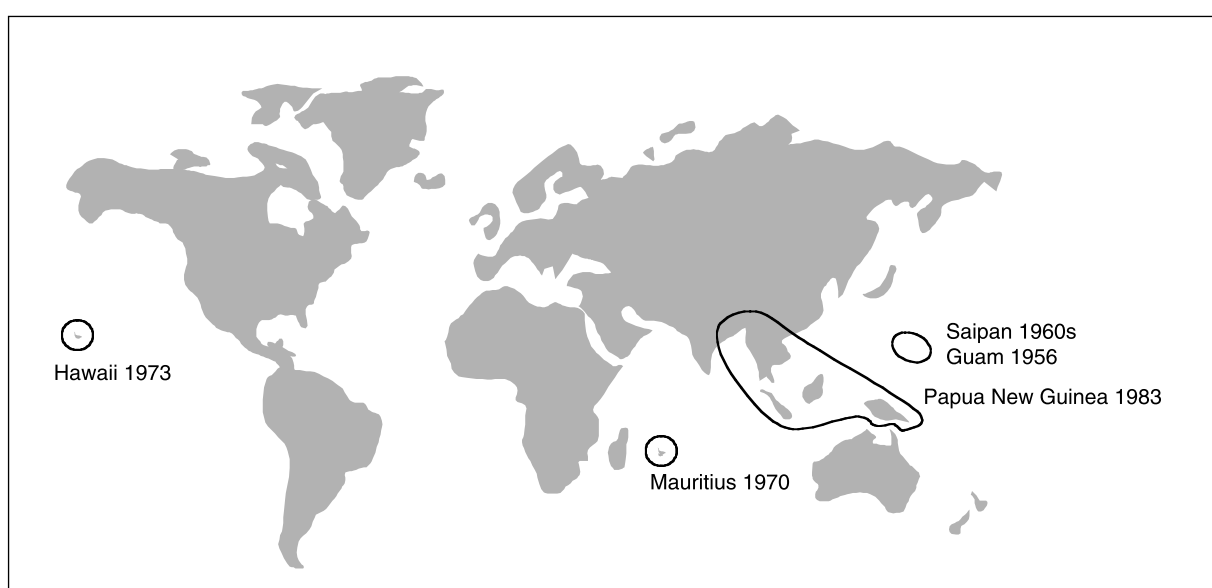 Saipan 1960s
Guam 1956
Hawaii 1973
Papua New Guinea 1983
Mauritius 1970